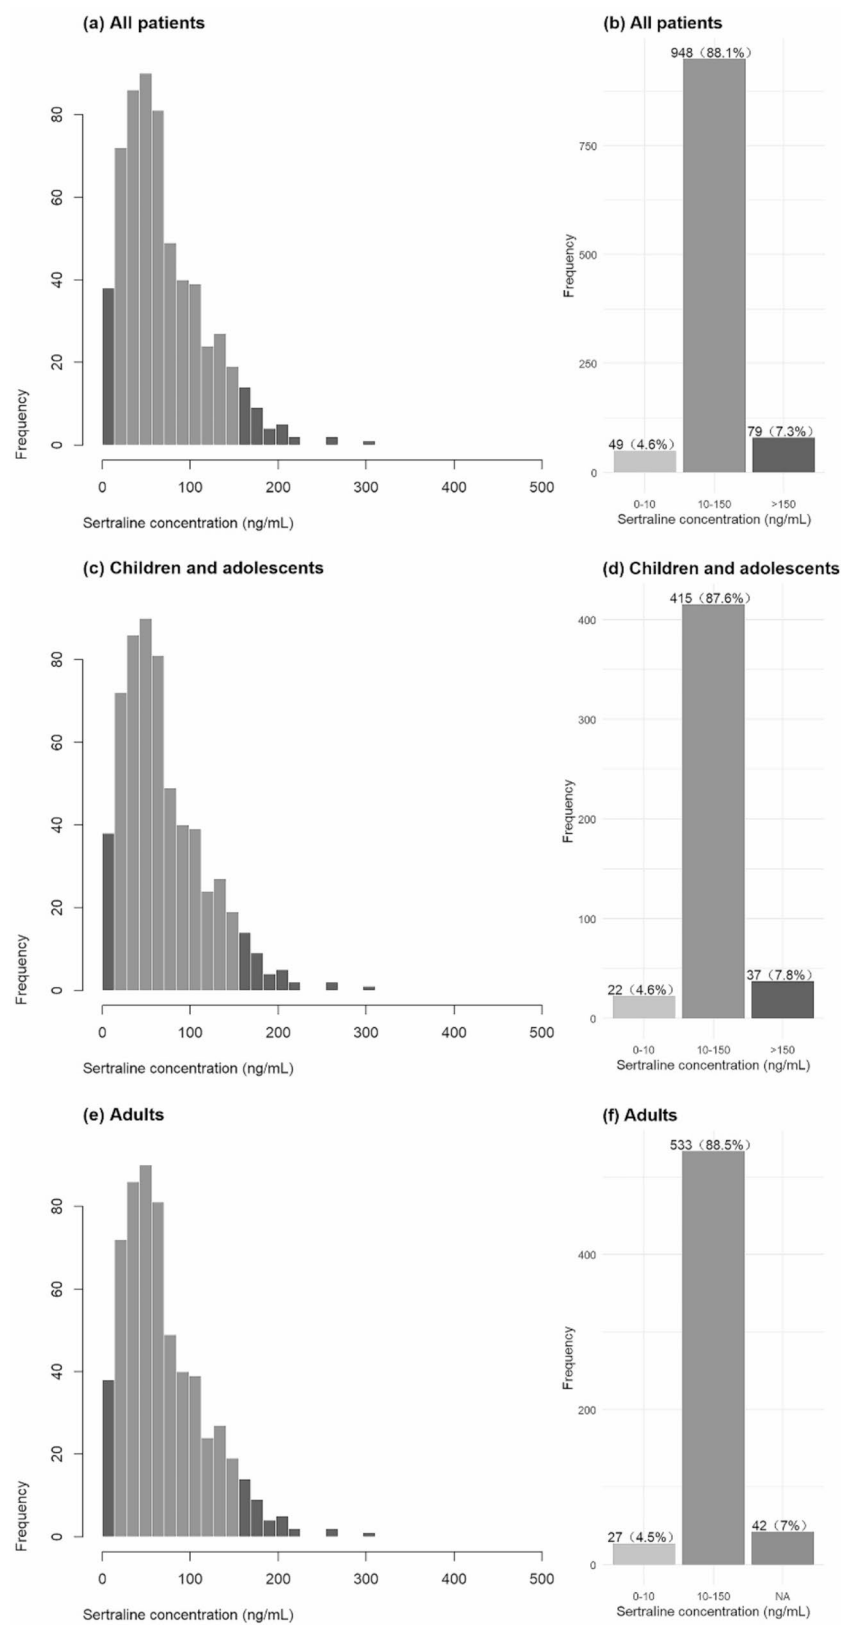 (a) All patients
Frequency
80
60
40
20
0
0 100 200 300 400 500
Sertraline concentration (ng/mL)
(b) All patients
Frequency
750
500
250
0
948（88.1%）
49（4.6%）
79（7.3%）
0-10 10-150 >150
Sertraline concentration (ng/mL)
(c) Children and adolescents
Frequency
80
60
40
20
0
0 100 200 300 400 500
Sertraline concentration (ng/mL)
(d) Children and adolescents
Frequency
400
300
200
100
0
415（87.6%）
22（4.6%）
37（7.8%）
0-10 10-150 >150
Sertraline concentration (ng/mL)
(e) Adults
Frequency
80
60
40
20
0
0 100 200 300 400 500
Sertraline concentration (ng/mL)
(f) Adults
Frequency
400
200
0
533（88.5%）
27（4.5%）
42（7%）
0-10 10-150 NA
Sertraline concentration (ng/mL)